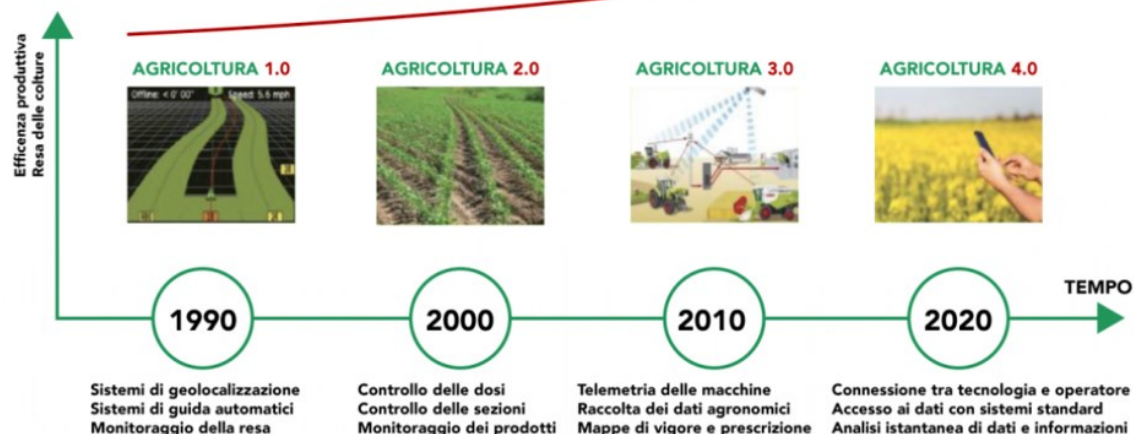 Efficenza produttiva
Resa delle colture
AGRICOLTURA 1.0
AGRICOLTURA 2.0
AGRICOLTURA 3.0
AGRICOLTURA 4.0
Offline: < 0' 00" Speed: 5.6 mph
TEMPO
1990
2000
2010
2020
Sistemi di geolocalizzazione
Sistemi di guida automatici
Monitoraggio della resa
Controllo delle dosi
Controllo delle sezioni
Monitoraggio dei prodotti
Telemetria delle macchine
Raccolta dei dati agronomici
Mappe di vigore e prescrizione
Connessione tra tecnologia e operatore
Accesso ai dati con sistemi standard
Analisi istantanea di dati e informazioni